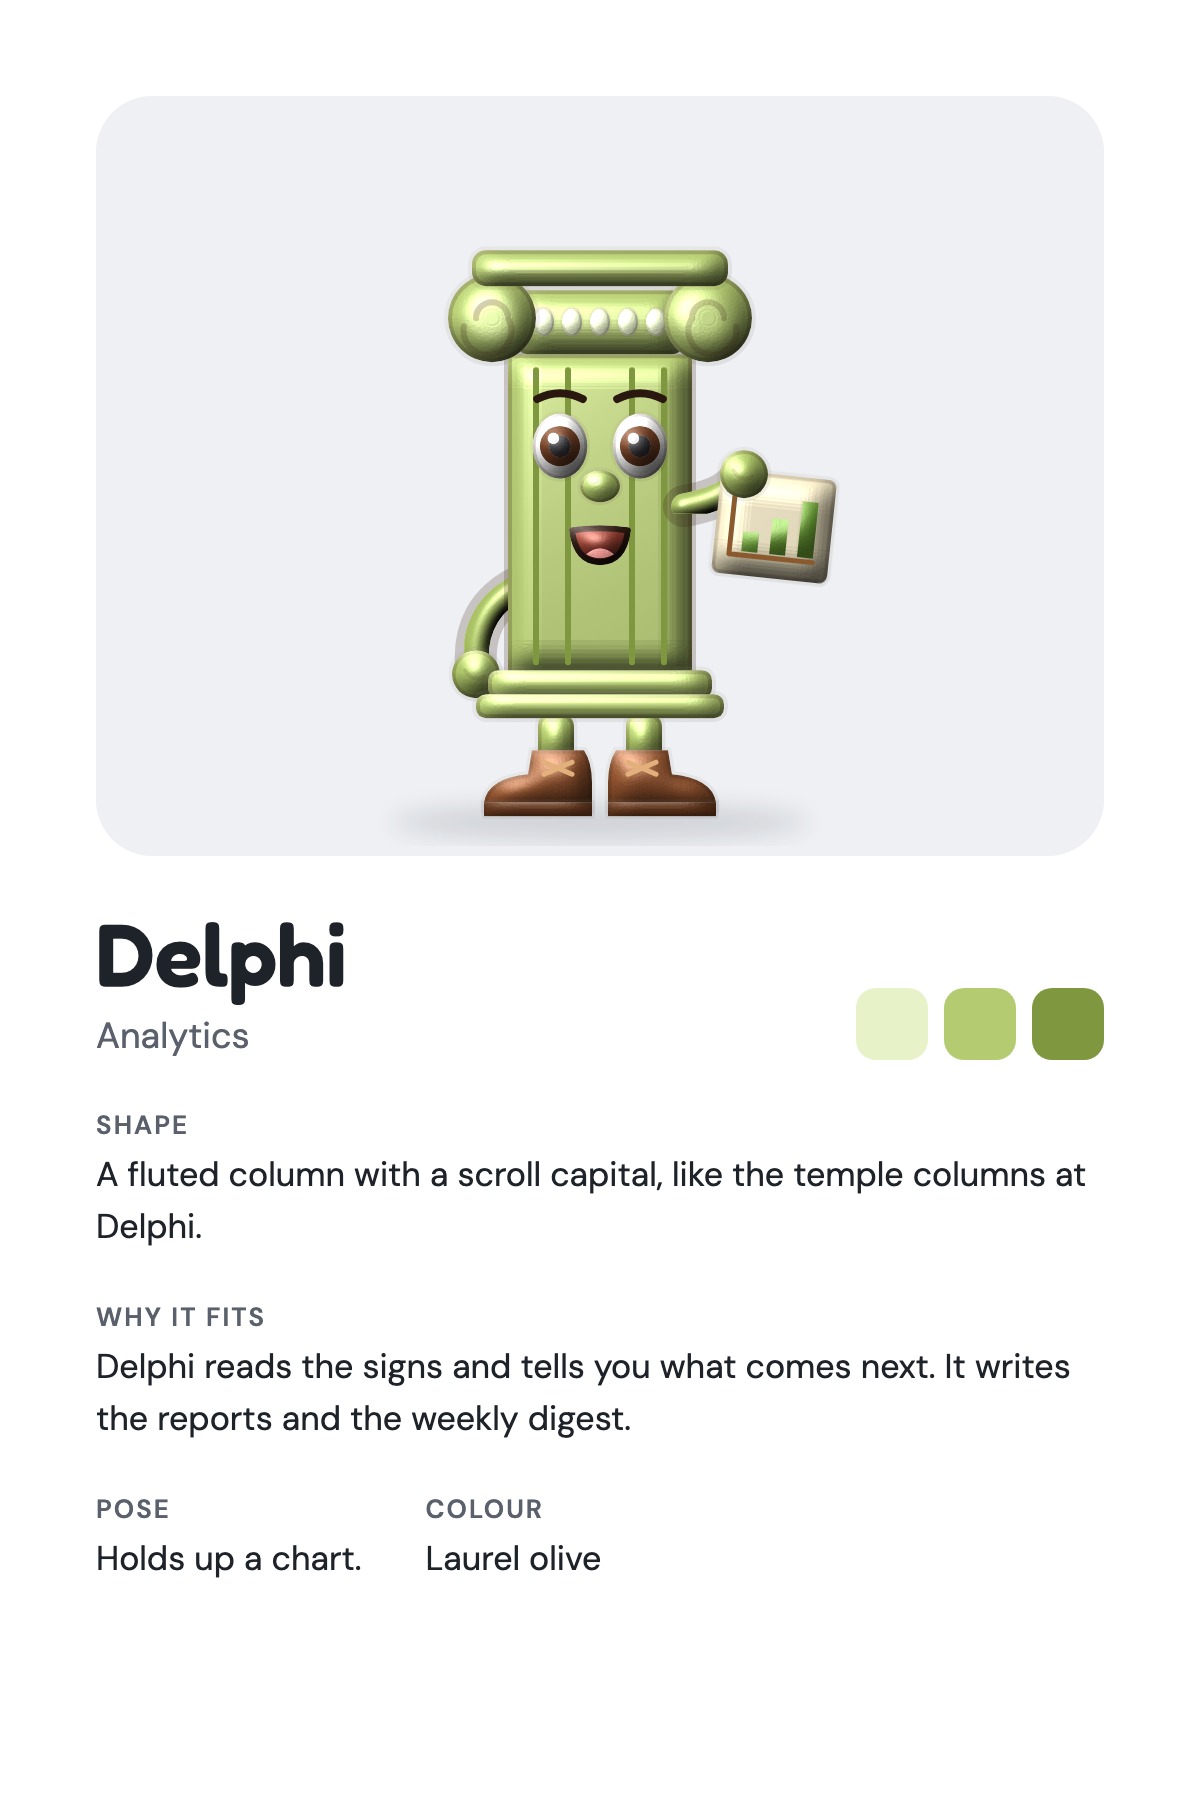 Delphi
Analytics
SHAPE
A fluted column with a scroll capital, like the temple columns at
Delphi.
WHY IT FITS
Delphi reads the signs and tells you what comes next. It writes
the reports and the weekly digest.
POSE
Holds up a chart.
COLOUR
Laurel olive